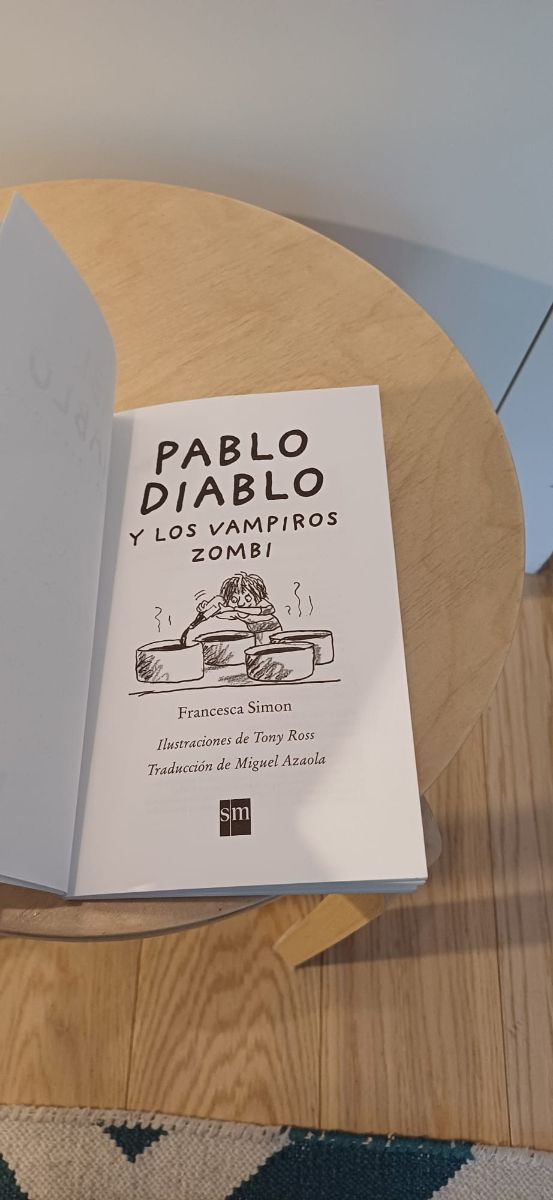 PABLO
DIABLO
Y LOS VAMPIROS
ZOMBI
Francesca Simon
Ilustraciones de Tony Ross
Traducción de Miguel Azaola
sm